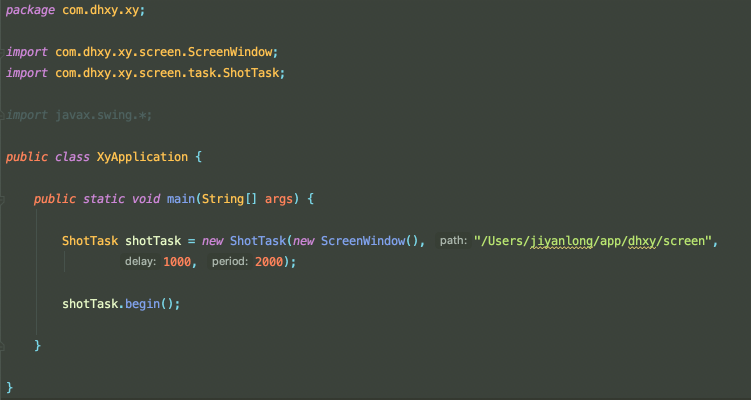 package com.dhxy.xy;
import com.dhxy.xy.screen.ScreenWindow;
import com.dhxy.xy.screen.task.ShotTask;
import javax.swing.*;
public class XyApplication {
public static void main(String[] args) {
ShotTask shotTask = new ShotTask(new ScreenWindow(), path: "/Users/jiyanlong/app/dhxy/screen",
delay: 1000, period: 2000);
shotTask.begin();
}
}